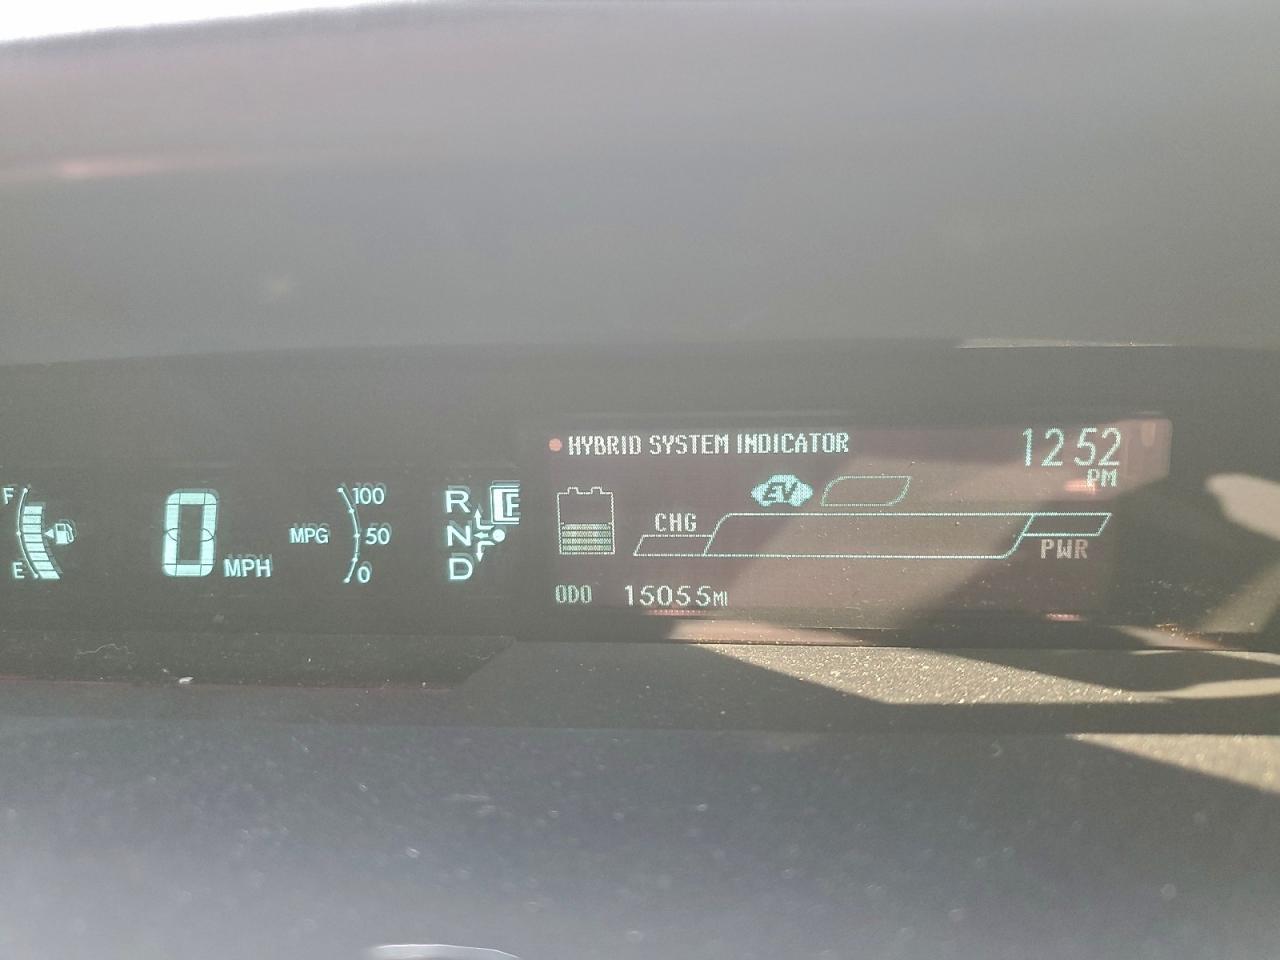 HYBRID SYSTEM INDICATOR 12 52
PM
EV
F 100 R
CHG
0 MPG 50 N
PWR
E MPH 0 D
ODO 15055MI